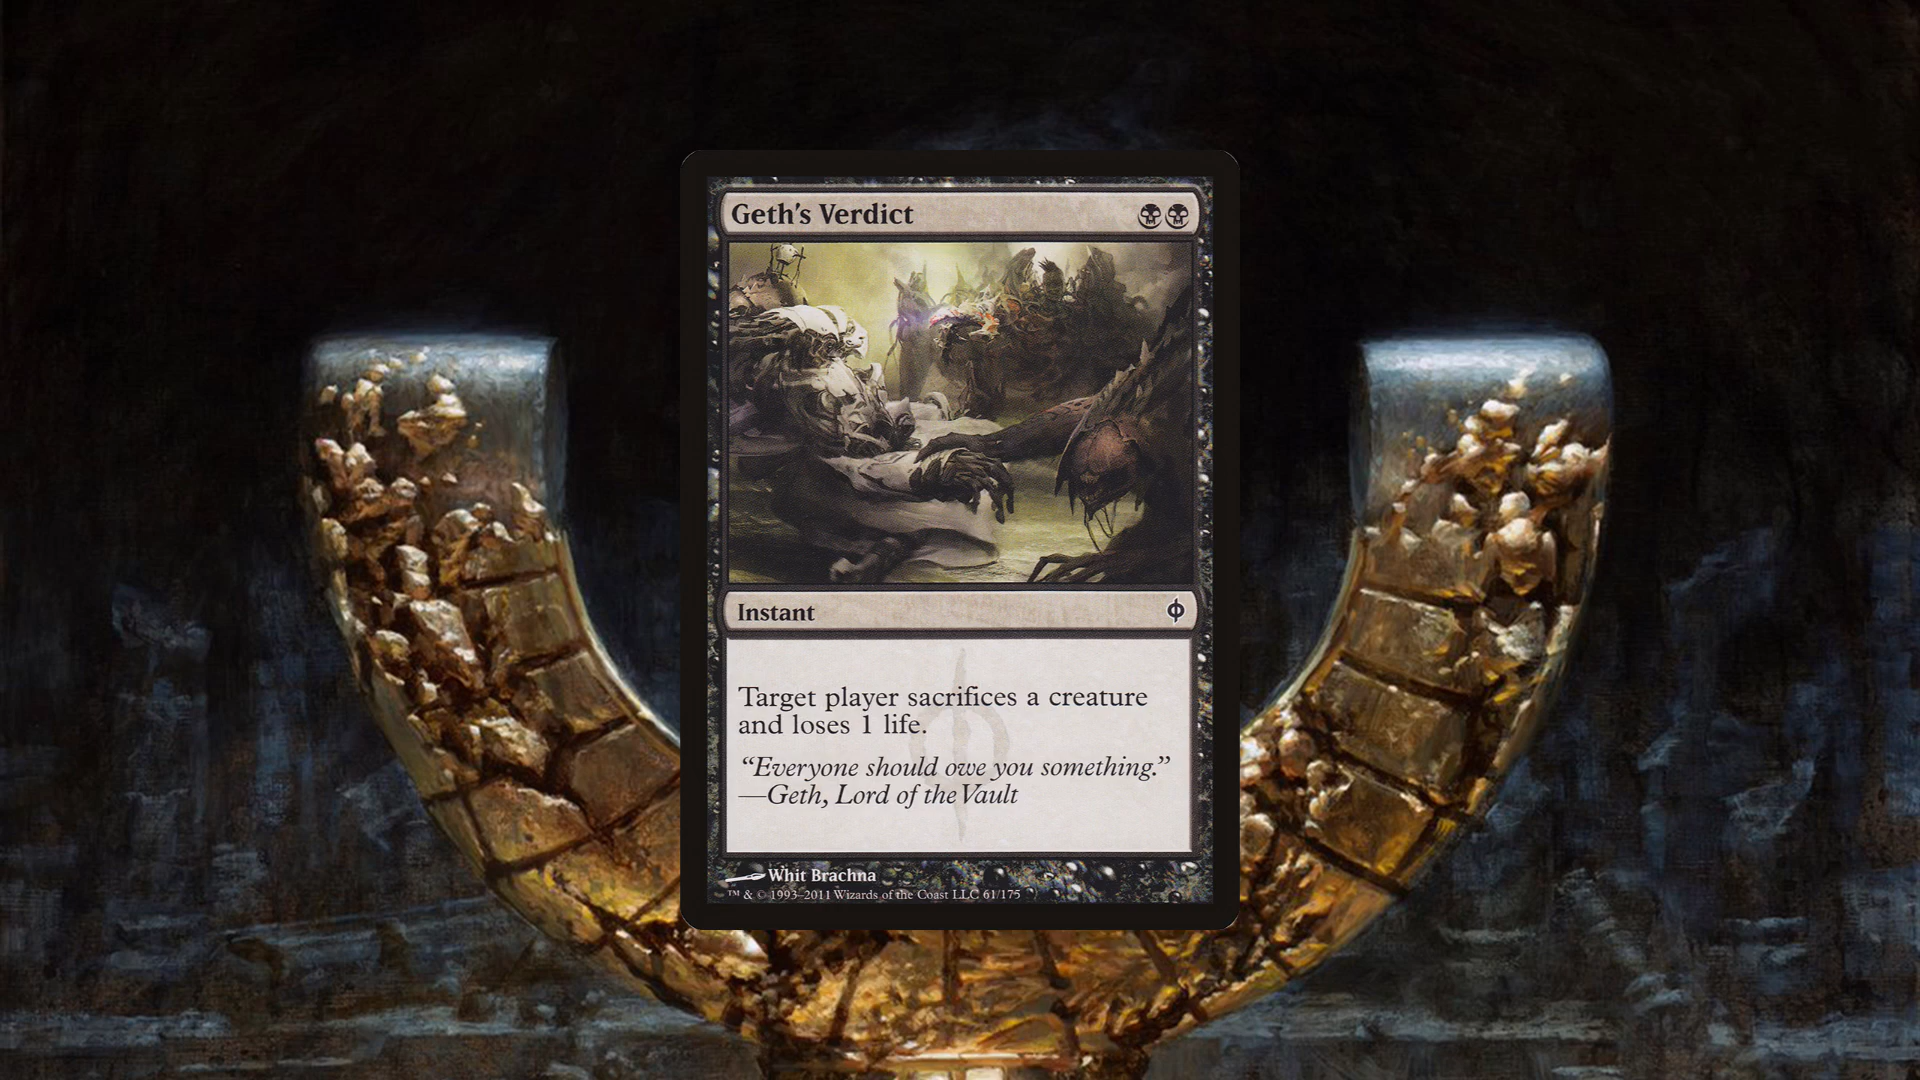 Geth's Verdict
Instant
Target player sacrifices a creature
and loses 1 life.
“Everyone should owe you something.”
—Geth, Lord of the Vault
Whit Brachna
™ & © 1993–2011 Wizards of the Coast LLC 61/175